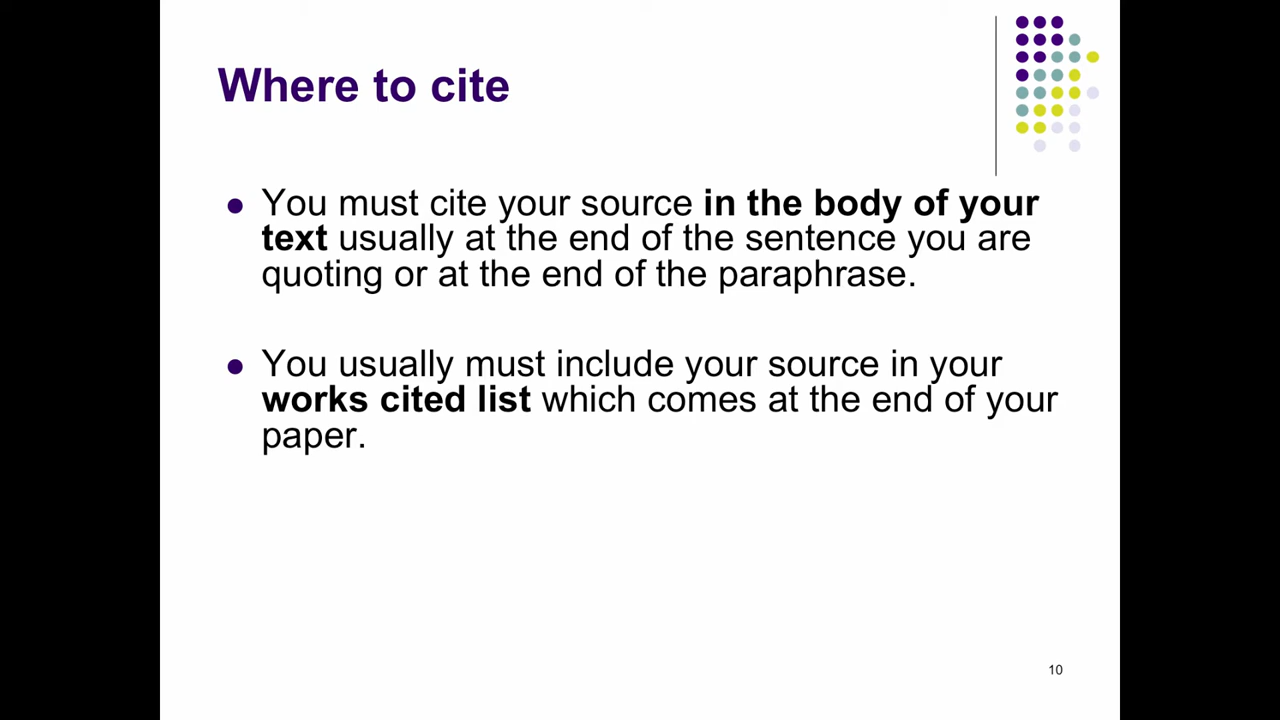 Where to cite
You must cite your source in the body of your
text usually at the end of the sentence you are
quoting or at the end of the paraphrase.
You usually must include your source in your
works cited list which comes at the end of your
paper.
10